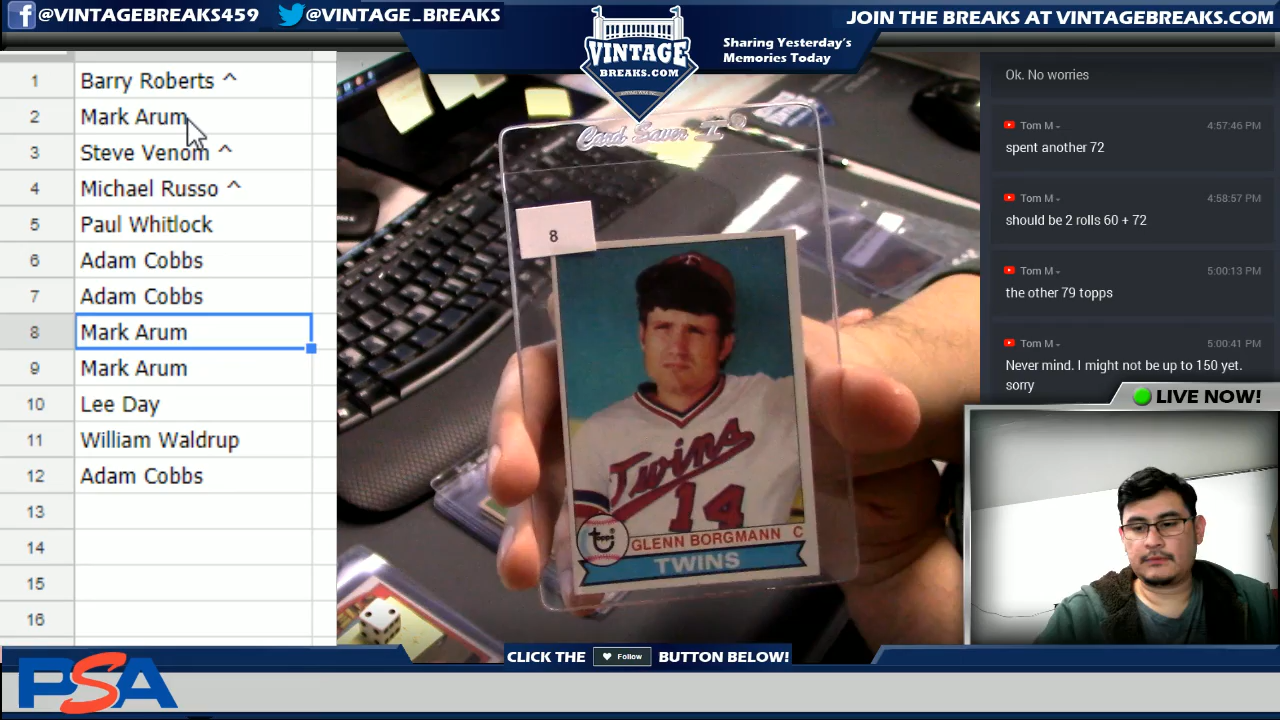 @VINTAGEBREAKS459
@VINTAGE_BREAKS
VINTAGE
BREAKS.COM
Sharing Yesterday's
Memories Today
JOIN THE BREAKS AT VINTAGEBREAKS.COM
1 Barry Roberts ^
2 Mark Arum
3 Steve Venom ^
4 Michael Russo ^
5 Paul Whitlock
6 Adam Cobbs
7 Adam Cobbs
8 Mark Arum
9 Mark Arum
10 Lee Day
11 William Waldrup
12 Adam Cobbs
13
14
15
16
Card Saver I®
8
Twins
14
topps
GLENN BORGMANN C
TWINS
Ok. No worries
Tom M 4:57:46 PM
spent another 72
Tom M 4:58:57 PM
should be 2 rolls 60 + 72
Tom M 5:00:13 PM
the other 79 topps
Tom M 5:00:41 PM
Never mind. I might not be up to 150 yet.
sorry
LIVE NOW!
CLICK THE Follow BUTTON BELOW!
PSA